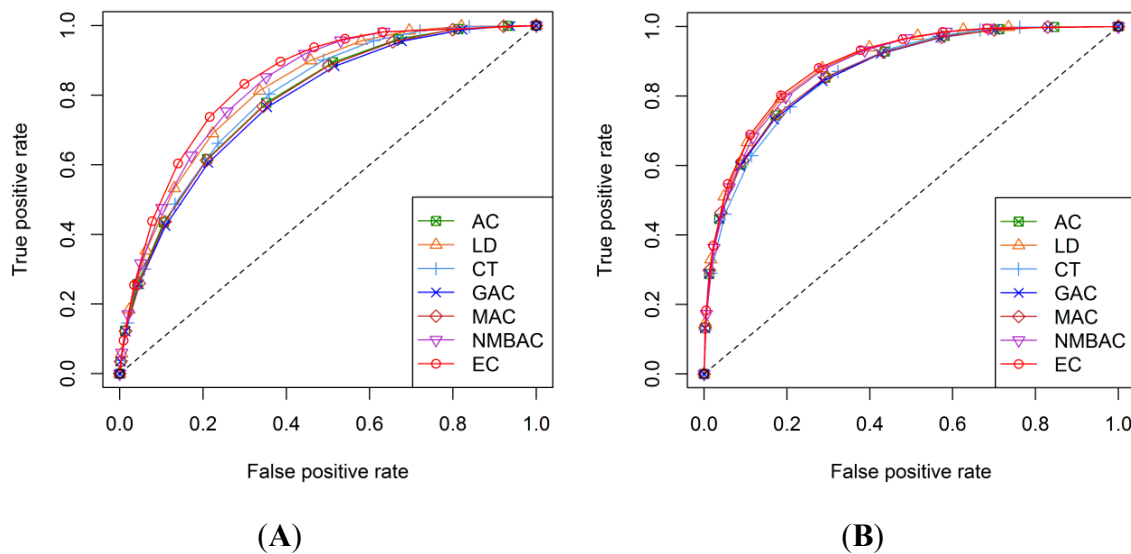 True positive rate
1.0
0.8
0.6
0.4
0.2
0.0
AC
LD
CT
GAC
MAC
NMBAC
EC
0.0 0.2 0.4 0.6 0.8 1.0
False positive rate
(A)
True positive rate
1.0
0.8
0.6
0.4
0.2
0.0
AC
LD
CT
GAC
MAC
NMBAC
EC
0.0 0.2 0.4 0.6 0.8 1.0
False positive rate
(B)